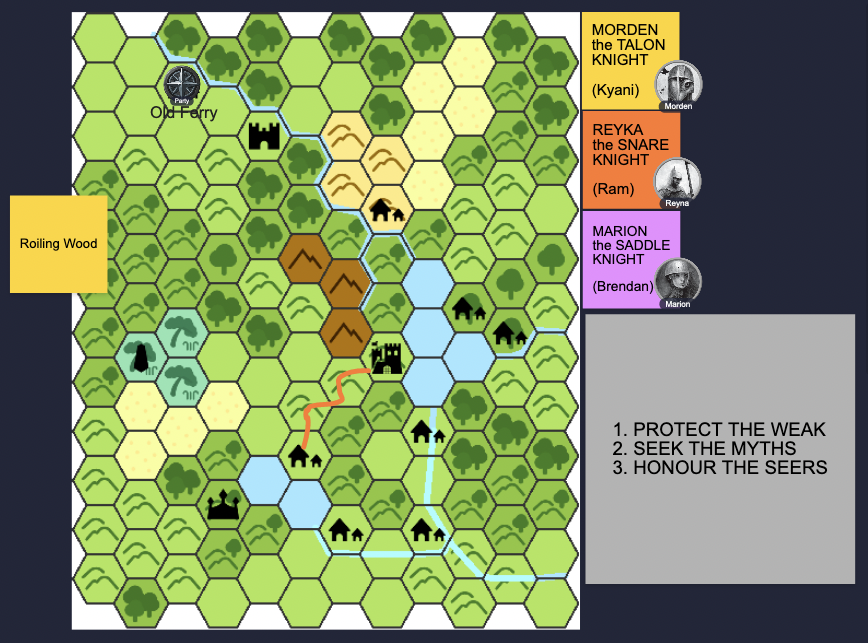 MORDEN
the TALON
KNIGHT
(Kyani)
Morden
Party
Old Ferry
REYKA
the SNARE
KNIGHT
(Ram)
Reyna
Roiling Wood
MARION
the SADDLE
KNIGHT
(Brendan)
Marion
1. PROTECT THE WEAK
2. SEEK THE MYTHS
3. HONOUR THE SEERS